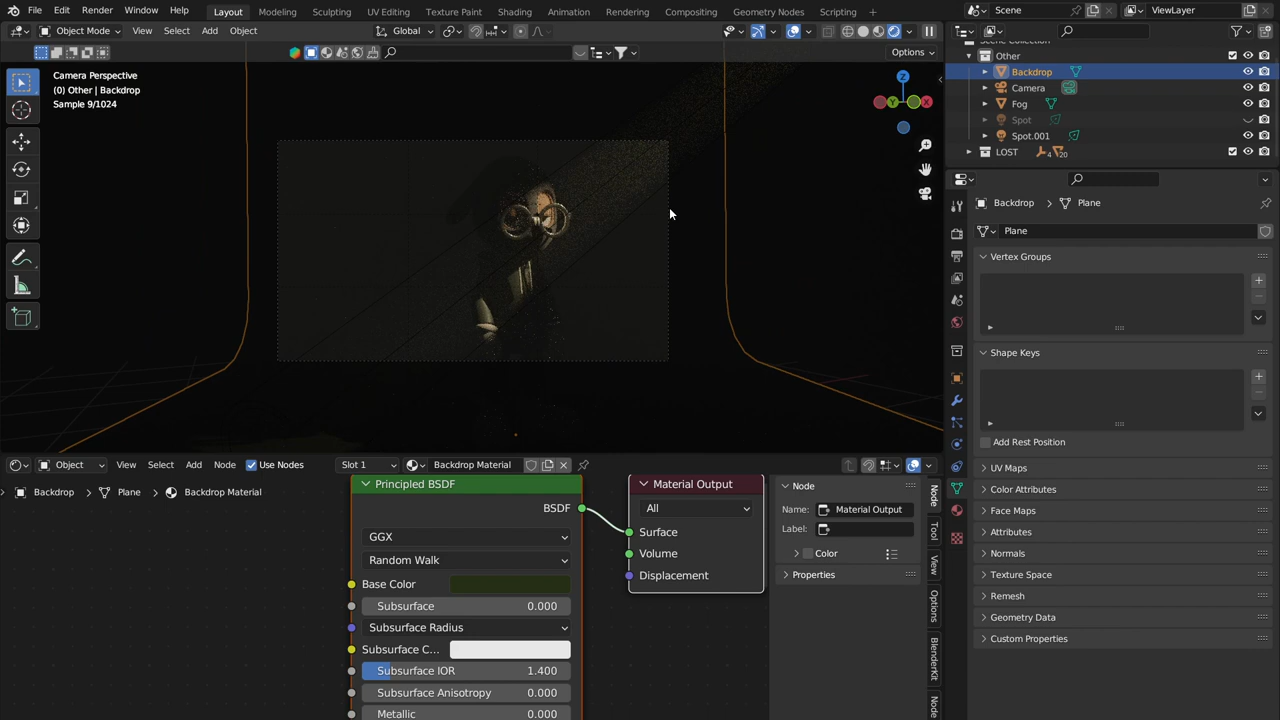 File Edit Render Window Help Layout Modeling Sculpting UV Editing Texture Paint Shading Animation Rendering Compositing Geometry Nodes Scripting + Scene ViewLayer
Object Mode View Select Add Object Global
Options
Camera Perspective
(0) Other | Backdrop
Sample 9/1024
Z
Y
X
Other
Backdrop
Camera
Fog
Spot
Spot.001
LOST 4 20
Backdrop > Plane
Plane
Vertex Groups
Shape Keys
Add Rest Position
UV Maps
Color Attributes
Face Maps
Attributes
Normals
Texture Space
Remesh
Geometry Data
Custom Properties
Object View Select Add Node Use Nodes Slot 1 Backdrop Material
Backdrop > Plane > Backdrop Material
Principled BSDF
BSDF
GGX
Random Walk
Base Color
Subsurface 0.000
Subsurface Radius
Subsurface C...
Subsurface IOR 1.400
Subsurface Anisotropy 0.000
Metallic 0.000
Material Output
All
Surface
Volume
Displacement
Node
Name: Material Output
Label:
Color
Properties
Node
Tool
View
Options
BlenderKit
Node